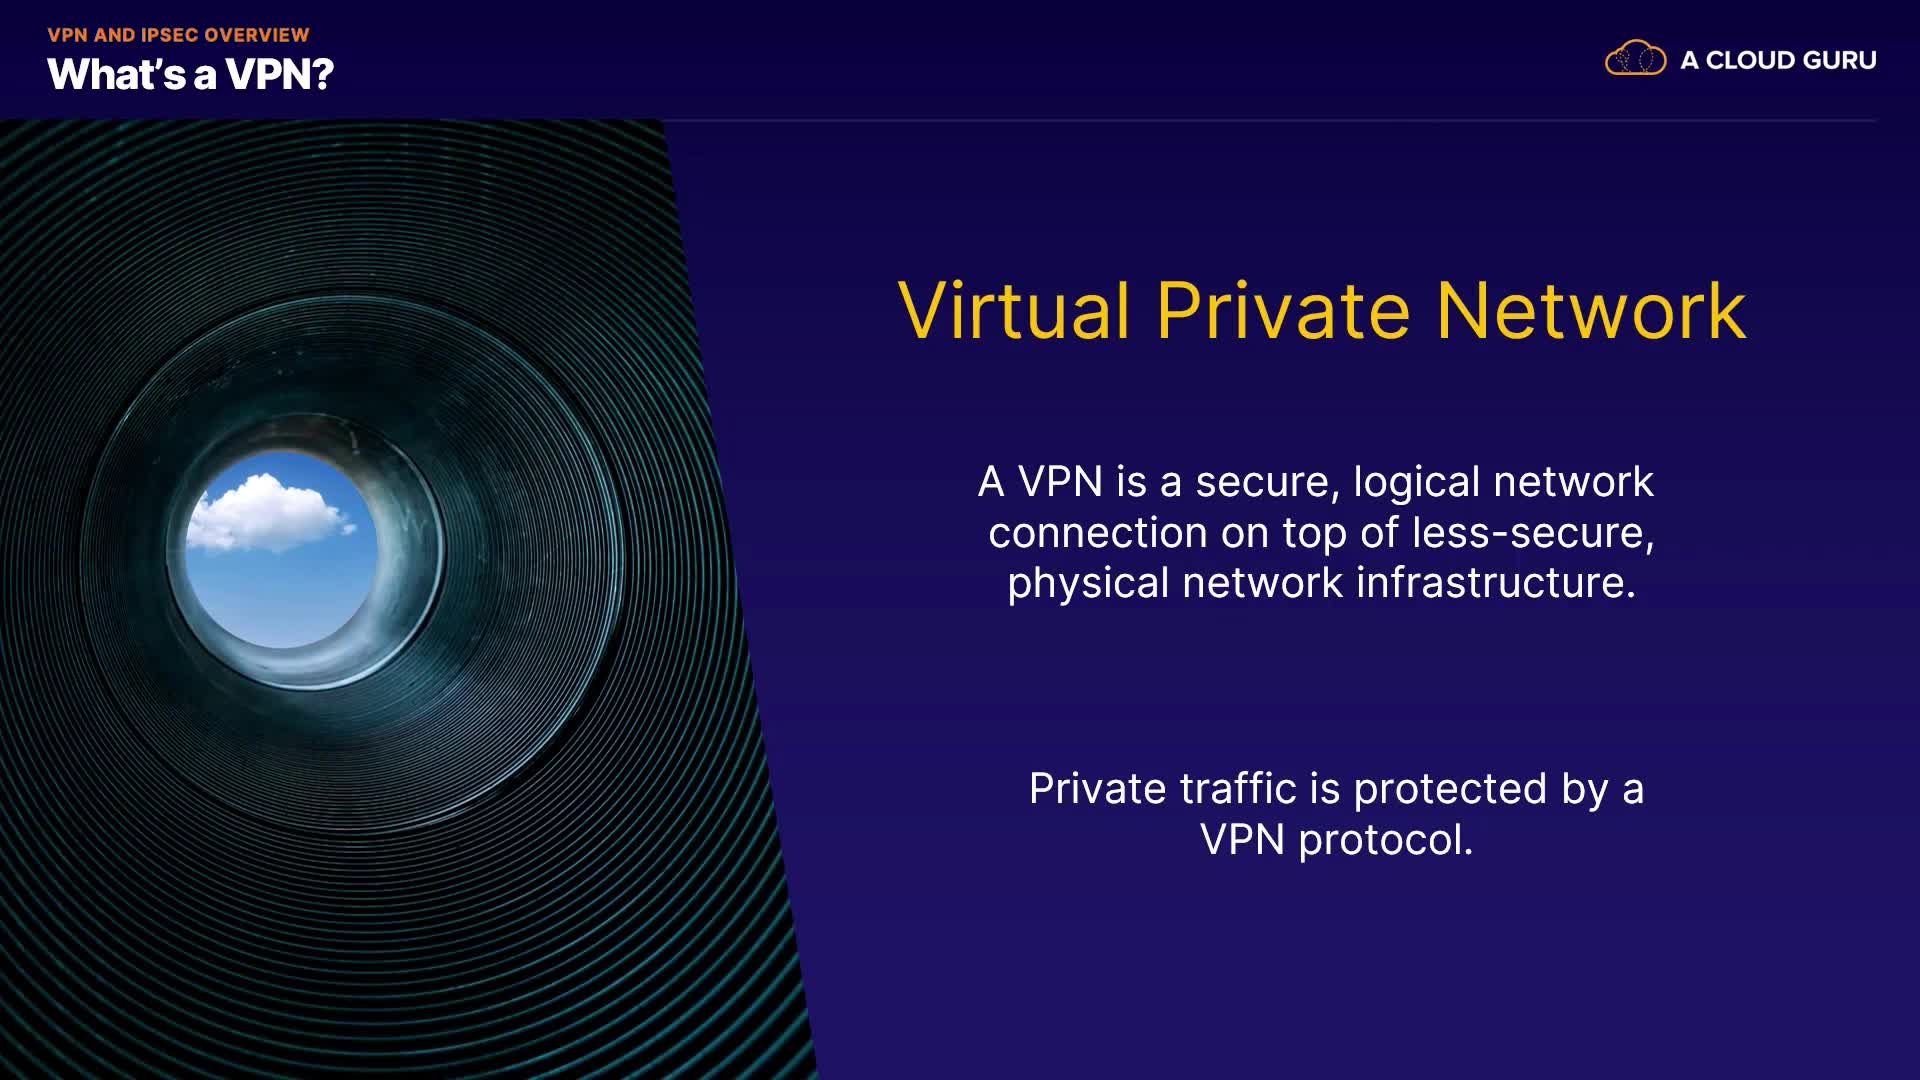 VPN AND IPSEC OVERVIEW
What's a VPN?
A CLOUD GURU
Virtual Private Network
A VPN is a secure, logical network
connection on top of less-secure,
physical network infrastructure.
Private traffic is protected by a
VPN protocol.